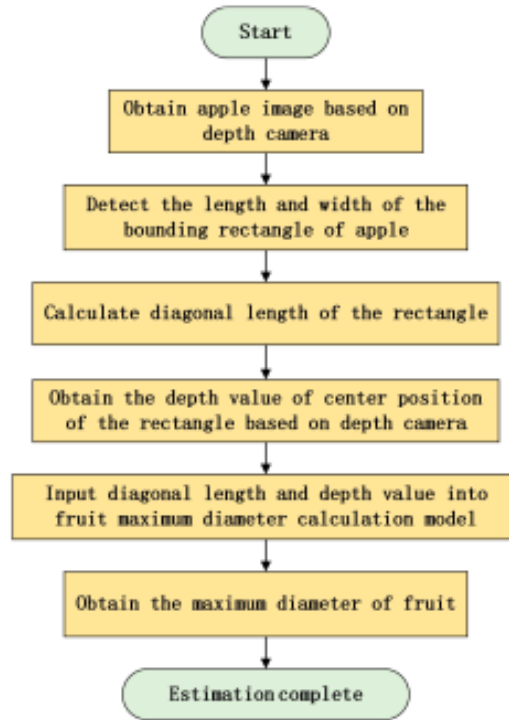 Start
Obtain apple image based on
depth camera
Detect the length and width of the
bounding rectangle of apple
Calculate diagonal length of the rectangle
Obtain the depth value of center position
of the rectangle based on depth camera
Input diagonal length and depth value into
fruit maximum diameter calculation model
Obtain the maximum diameter of fruit
Estimation complete